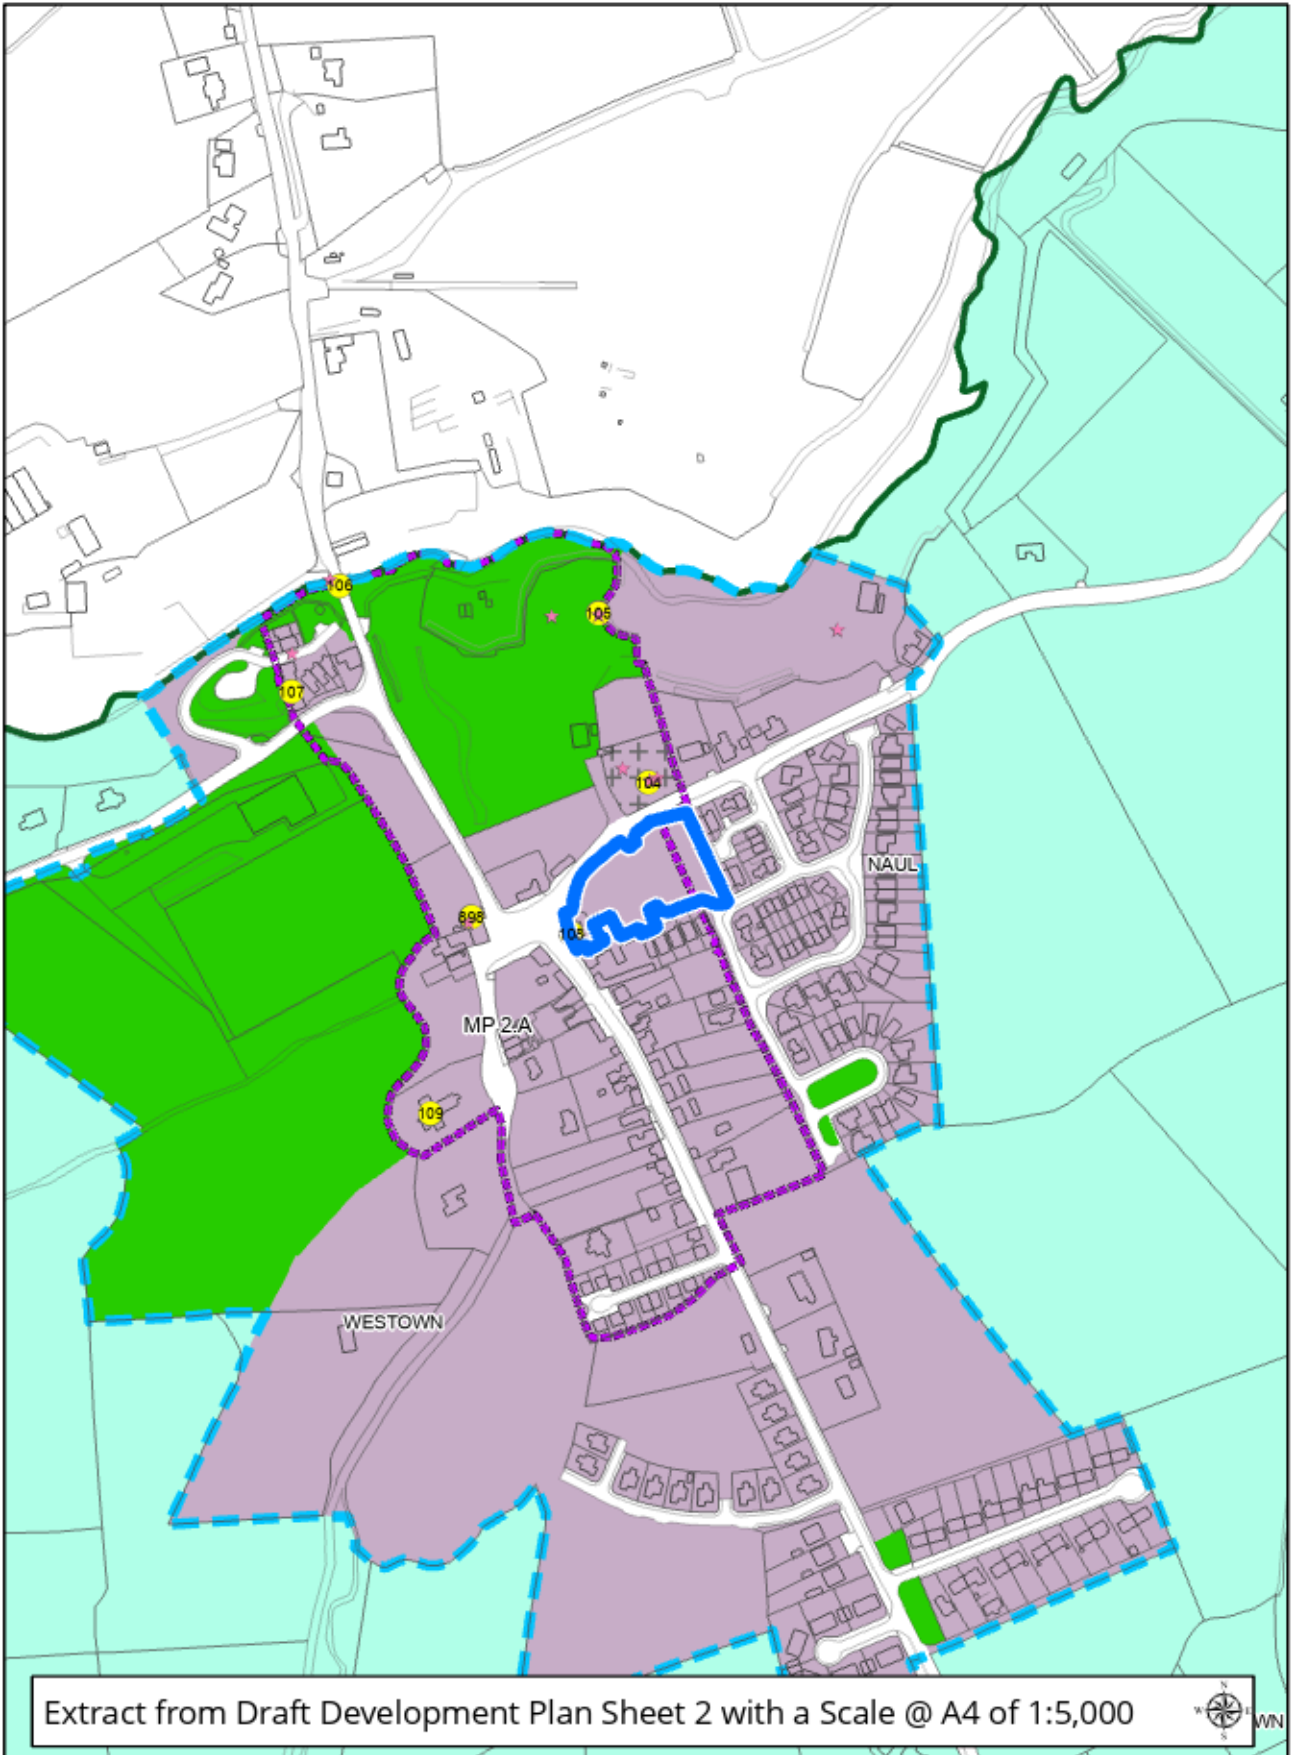 106
105
107
104
NAUL
898
108
MP 2.A
109
WESTOWN
Extract from Draft Development Plan Sheet 2 with a Scale @ A4 of 1:5,000
N
W E
S
WN